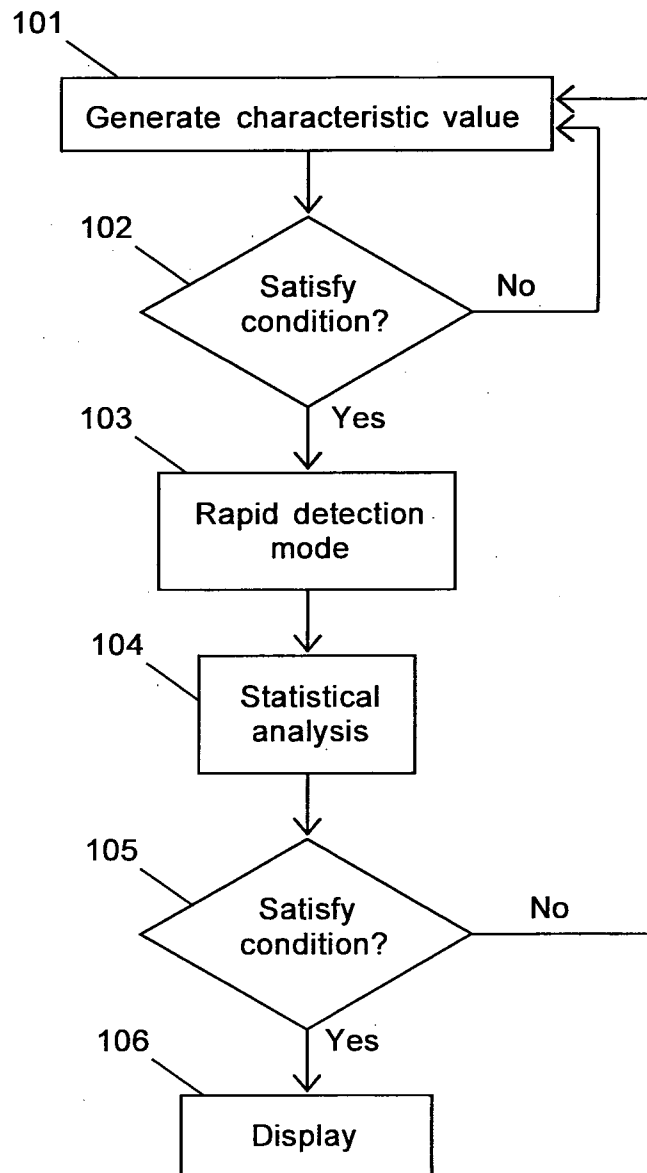 101
Generate characteristic value
102
Satisfy
condition?
No
Yes
103
Rapid detection
mode
104
Statistical
analysis
105
Satisfy
condition?
No
Yes
106
Display